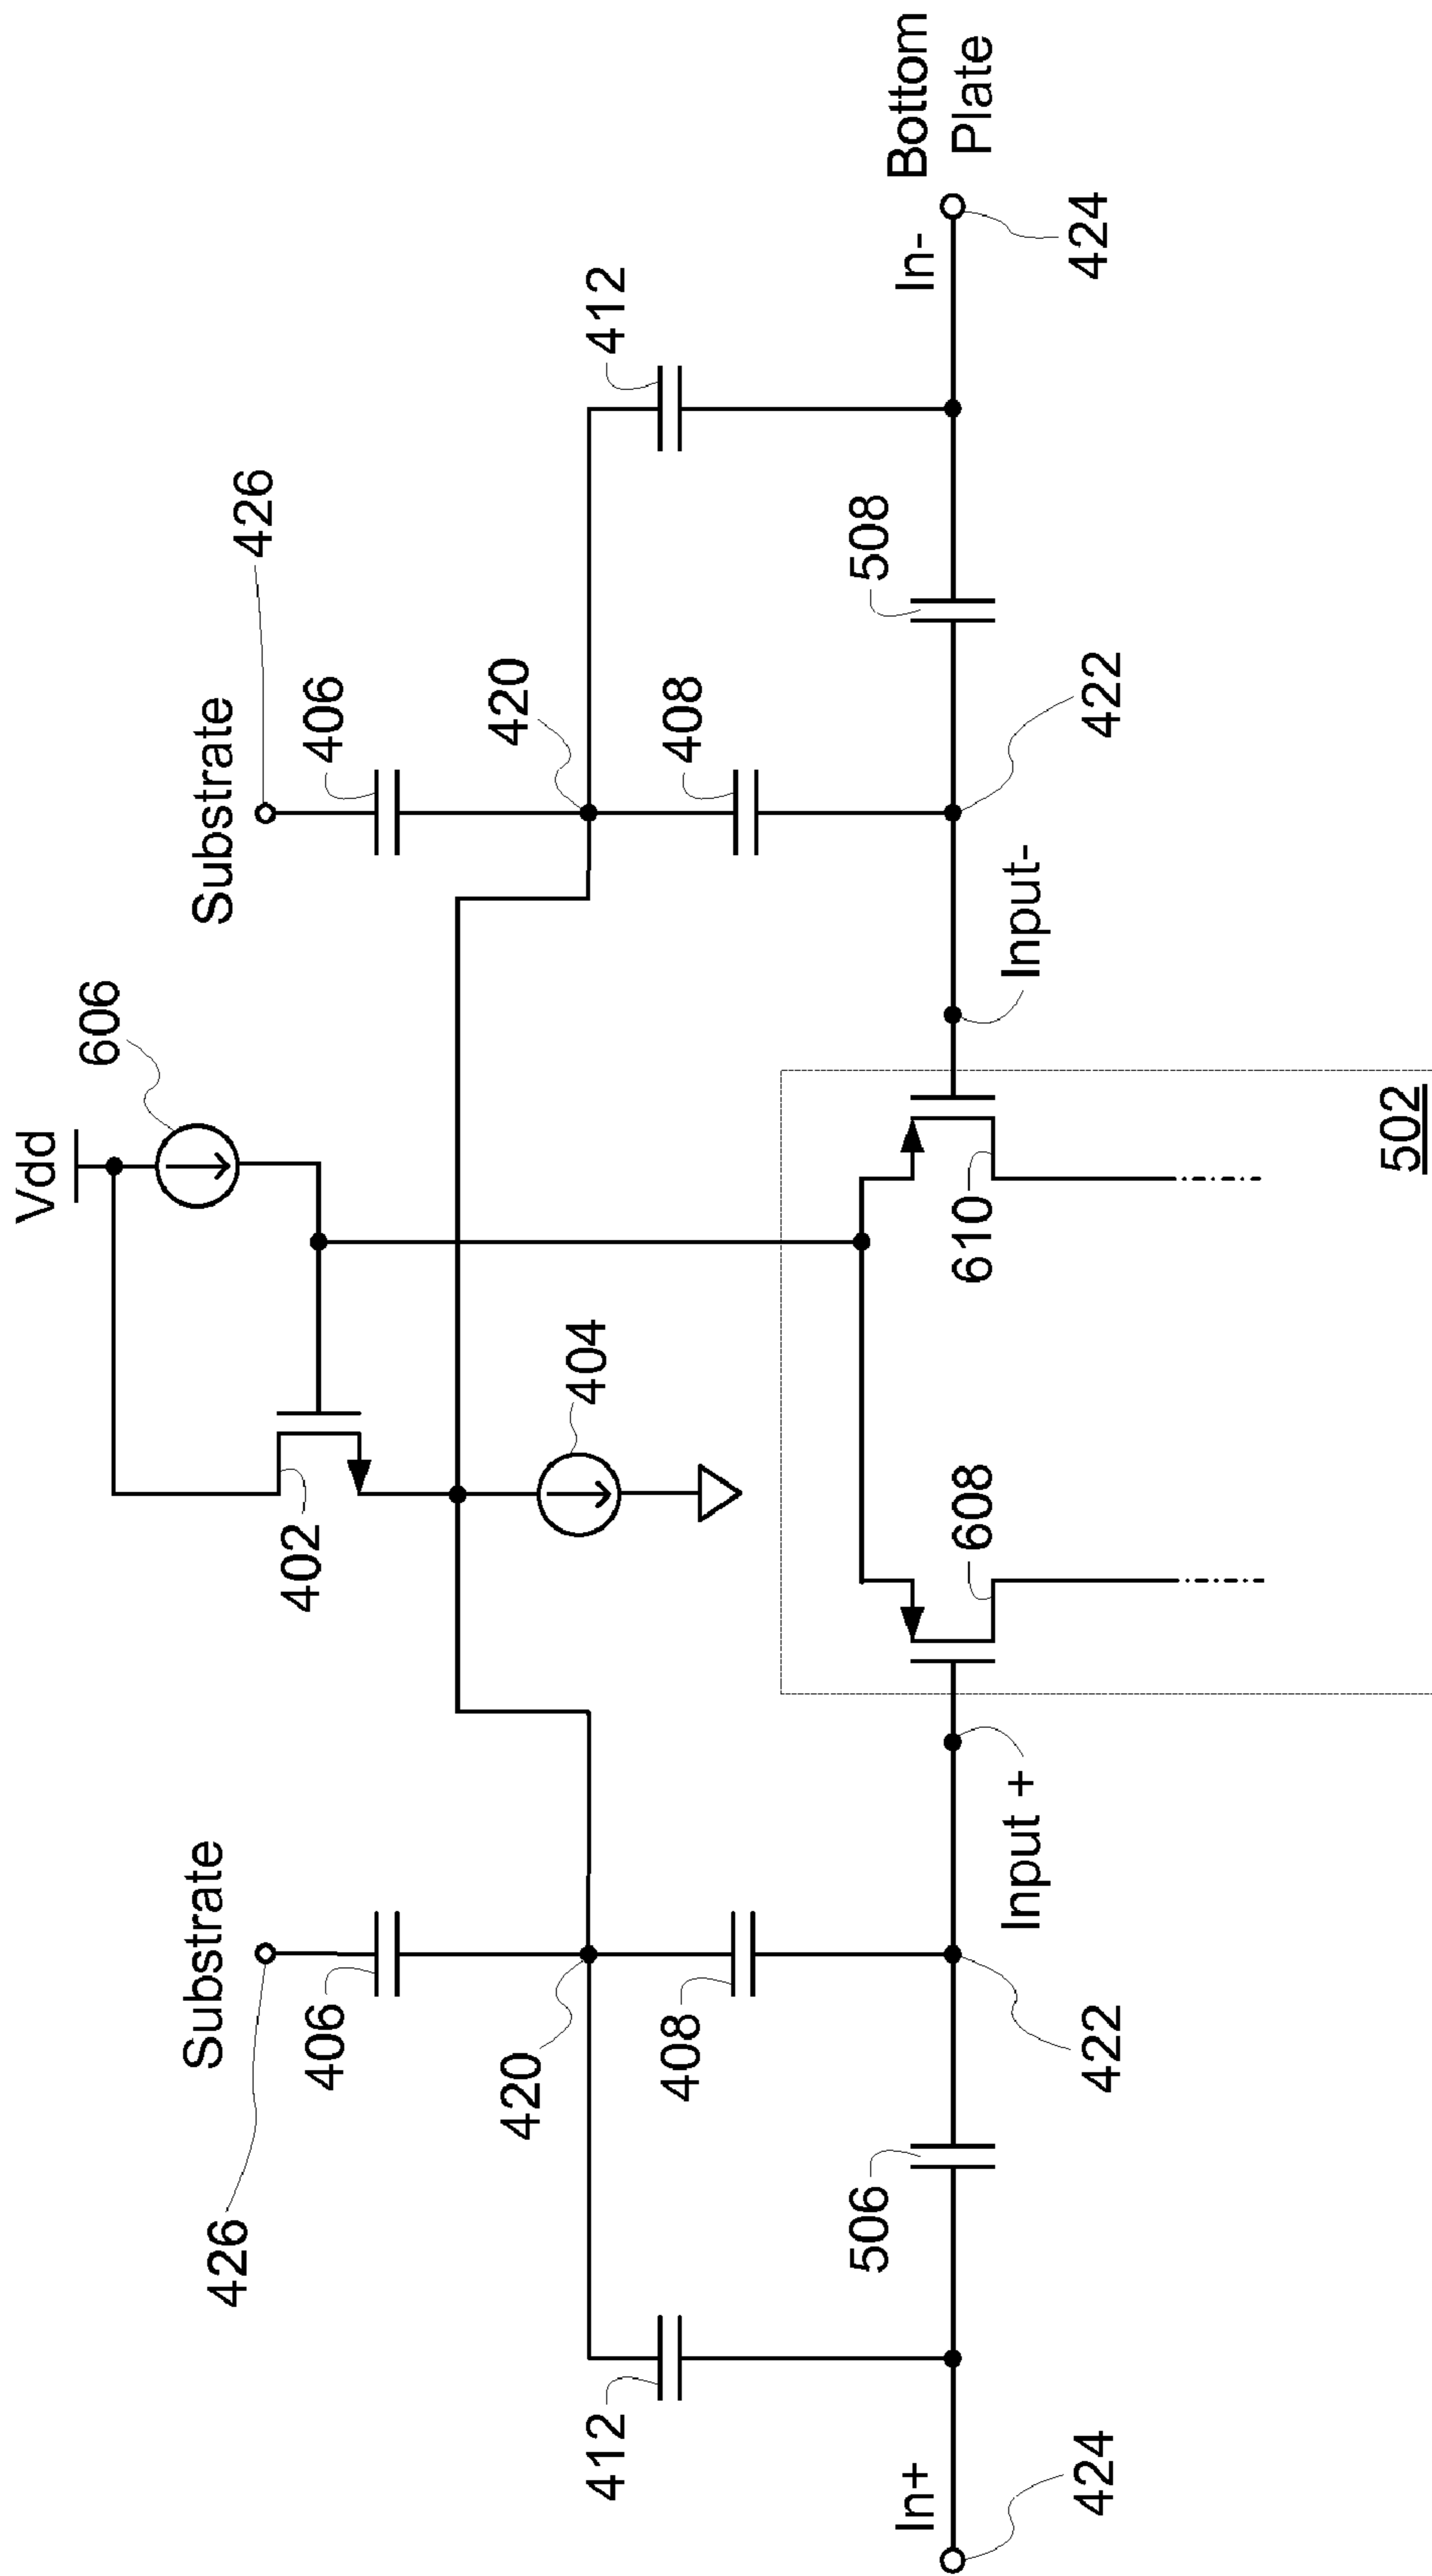 Vdd
606
Substrate
426
Substrate
426
406
406
402
420
420
404
412
412
408
408
506
508
In+
In-
Bottom
Plate
608
610
Input +
Input-
424
422
422
424
502